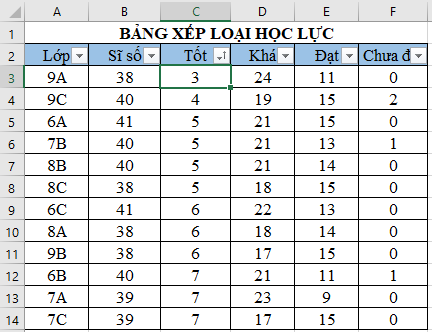 A B C D E F
1 BẢNG XẾP LOẠI HỌC LỰC
2 Lớp Sĩ số Tốt Khá Đạt Chưa đ
3 9A 38 3 24 11 0
4 9C 40 4 19 15 2
5 6A 41 5 21 15 0
6 7B 40 5 21 13 1
7 8B 40 5 21 14 0
8 8C 38 5 18 15 0
9 6C 41 6 22 13 0
10 8A 38 6 18 14 0
11 9B 38 6 17 15 0
12 6B 40 7 21 11 1
13 7A 39 7 23 9 0
14 7C 39 7 17 15 0